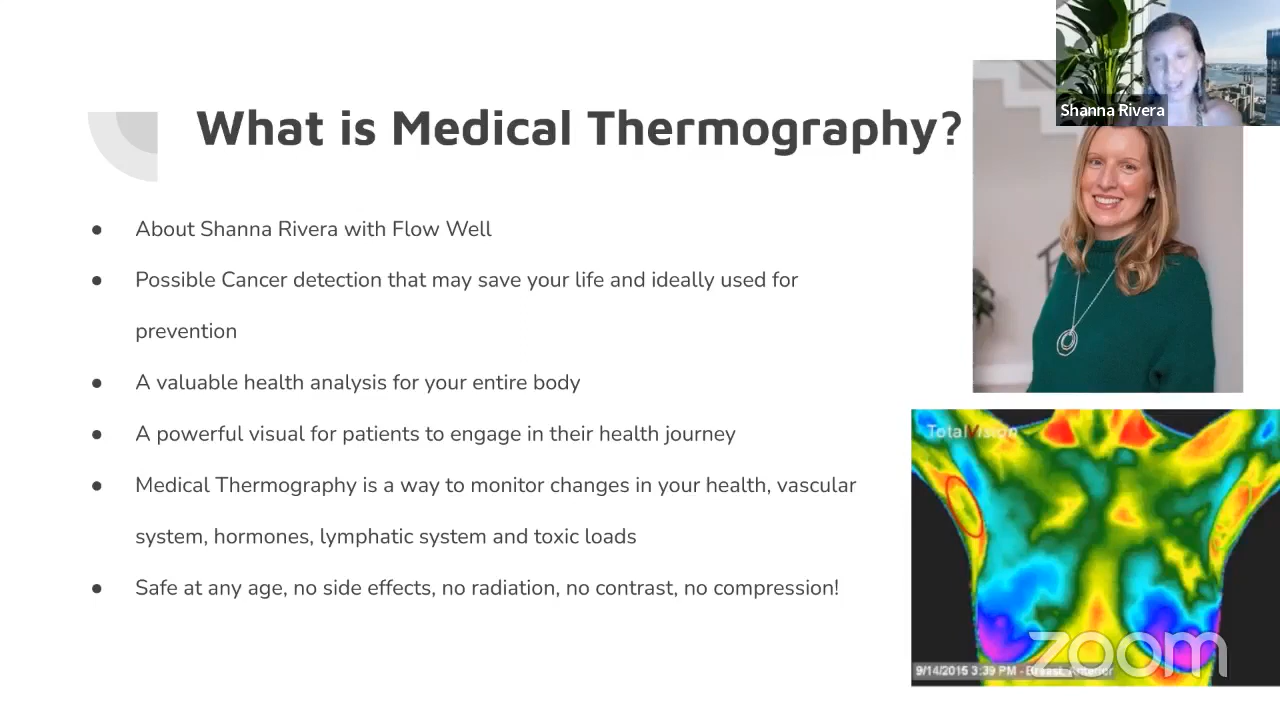 Shanna Rivera
What is Medical Thermography?
● About Shanna Rivera with Flow Well
● Possible Cancer detection that may save your life and ideally used for
prevention
● A valuable health analysis for your entire body
● A powerful visual for patients to engage in their health journey
● Medical Thermography is a way to monitor changes in your health, vascular
system, hormones, lymphatic system and toxic loads
● Safe at any age, no side effects, no radiation, no contrast, no compression!
TotalVision
zoom
9/14/2015 3:39 PM - Breast, Anterior